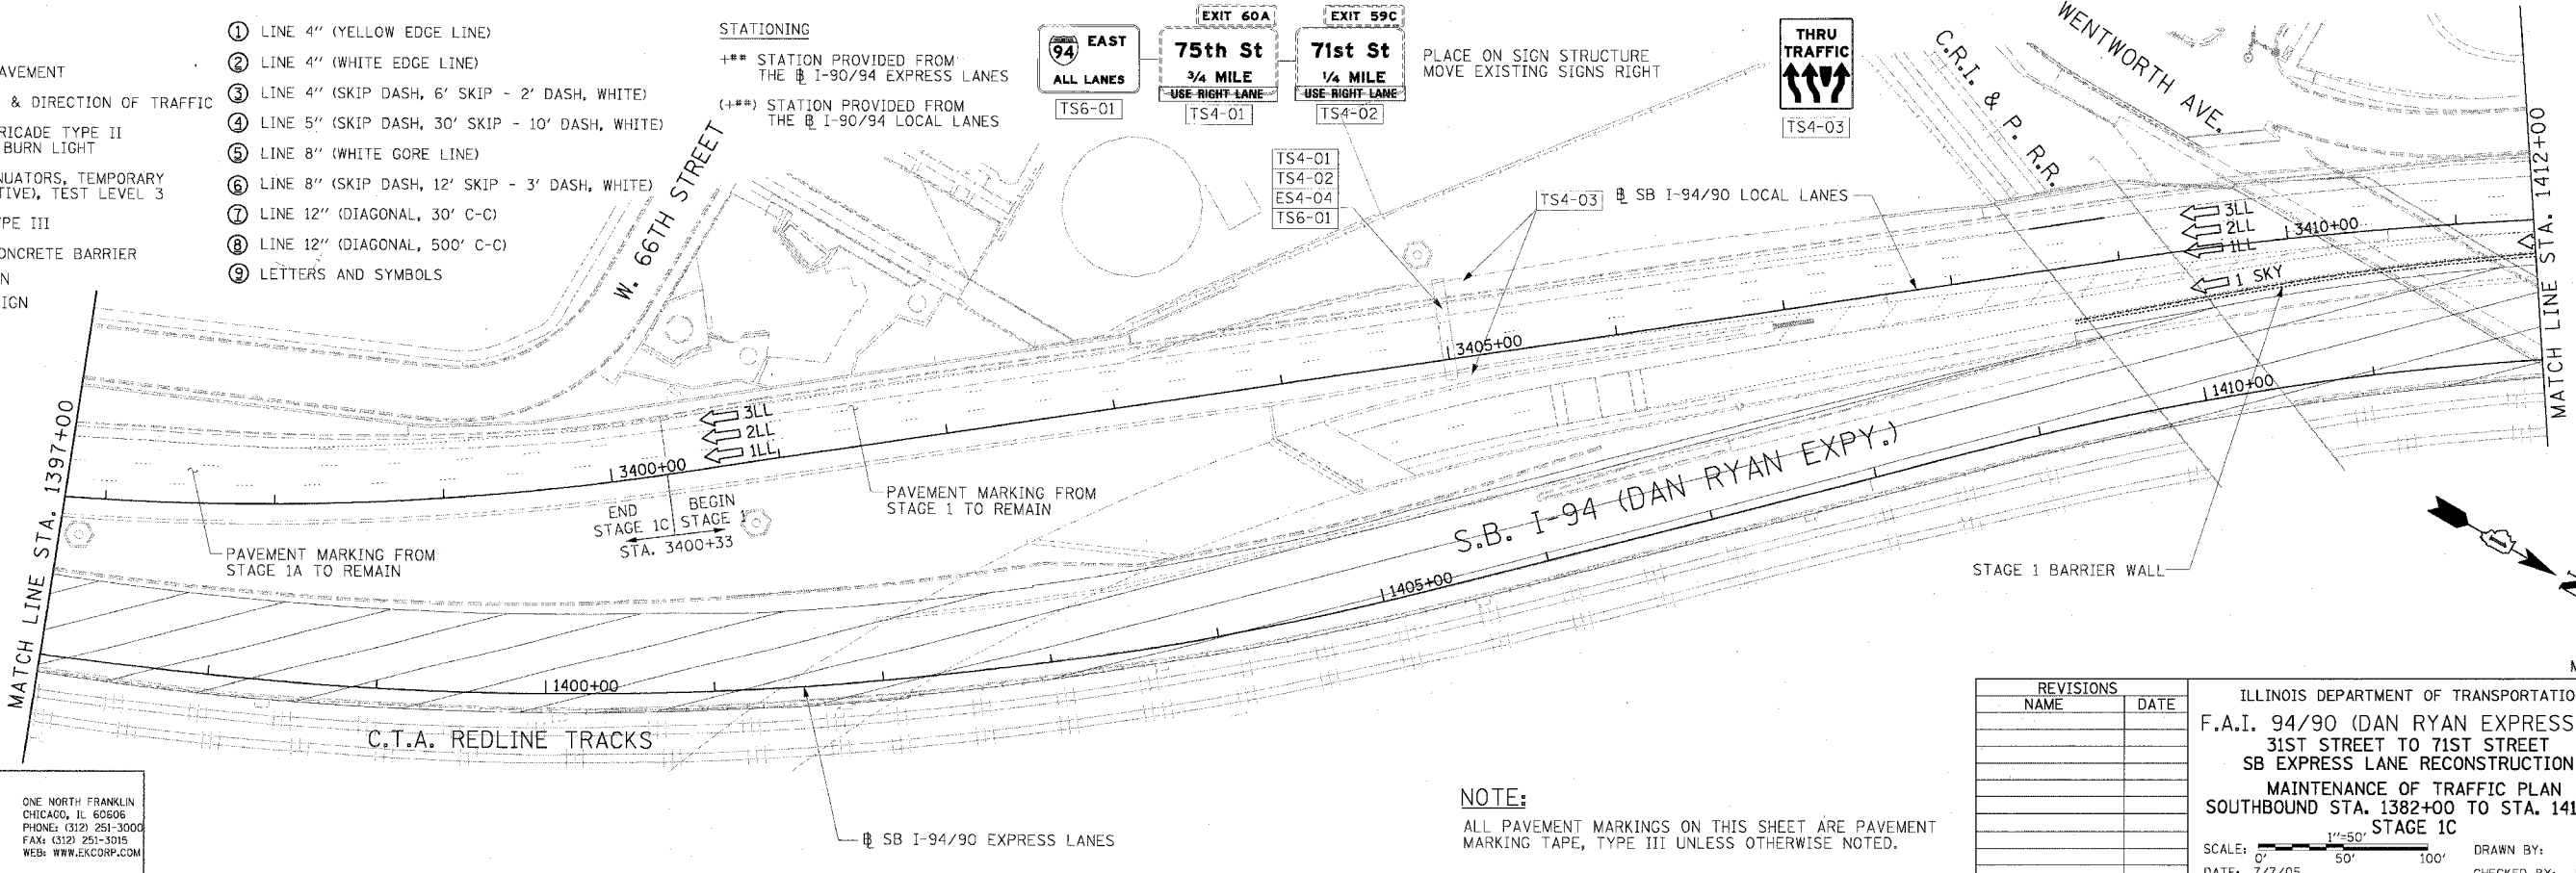 AVEMENT
& DIRECTION OF TRAFFIC
RICADE TYPE II
BURN LIGHT
NUATORS, TEMPORARY
TIVE), TEST LEVEL 3
PE III
ONCRETE BARRIER
N
IGN
① LINE 4" (YELLOW EDGE LINE)
② LINE 4" (WHITE EDGE LINE)
③ LINE 4" (SKIP DASH, 6' SKIP - 2' DASH, WHITE)
④ LINE 5" (SKIP DASH, 30' SKIP - 10' DASH, WHITE)
⑤ LINE 8" (WHITE GORE LINE)
⑥ LINE 8" (SKIP DASH, 12' SKIP - 3' DASH, WHITE)
⑦ LINE 12" (DIAGONAL, 30' C-C)
⑧ LINE 12" (DIAGONAL, 500' C-C)
⑨ LETTERS AND SYMBOLS
STATIONING
+** STATION PROVIDED FROM
THE ⅊ I-90/94 EXPRESS LANES
(+**) STATION PROVIDED FROM
THE ⅊ I-90/94 LOCAL LANES
94 EAST
ALL LANES
TS6-01
EXIT 60A
75th St
3/4 MILE
USE RIGHT LANE
TS4-01
EXIT 59C
71st St
1/4 MILE
USE RIGHT LANE
TS4-02
PLACE ON SIGN STRUCTURE
MOVE EXISTING SIGNS RIGHT
THRU
TRAFFIC
TS4-03
C.R.I. & P. R.R.
WENTWORTH AVE.
W. 66TH STREET
TS4-01
TS4-02
ES4-04
TS6-01
TS4-03
⅊ SB I-94/90 LOCAL LANES
3LL
2LL
1LL
3410+00
1 SKY
MATCH LINE STA. 1412+00
3405+00
1410+00
3LL
2LL
1LL
3400+00
MATCH LINE STA. 1397+00
END
STAGE 1C
BEGIN
STAGE 1
STA. 3400+33
PAVEMENT MARKING FROM
STAGE 1 TO REMAIN
PAVEMENT MARKING FROM
STAGE 1A TO REMAIN
S.B. I-94 (DAN RYAN EXPY.)
1405+00
STAGE 1 BARRIER WALL
1400+00
C.T.A. REDLINE TRACKS
⅊ SB I-94/90 EXPRESS LANES
ONE NORTH FRANKLIN
CHICAGO, IL 60606
PHONE: (312) 251-3000
FAX: (312) 251-3015
WEB: WWW.EKCORP.COM
NOTE:
ALL PAVEMENT MARKINGS ON THIS SHEET ARE PAVEMENT
MARKING TAPE, TYPE III UNLESS OTHERWISE NOTED.
REVISIONS
NAME DATE
ILLINOIS DEPARTMENT OF TRANSPORTATIO
F.A.I. 94/90 (DAN RYAN EXPRESS
31ST STREET TO 71ST STREET
SB EXPRESS LANE RECONSTRUCTION
MAINTENANCE OF TRAFFIC PLAN
SOUTHBOUND STA. 1382+00 TO STA. 141
STAGE 1C
1"=50'
SCALE: 0' 50' 100'
DRAWN BY:
DATE: 7/7/05
CHECKED BY: